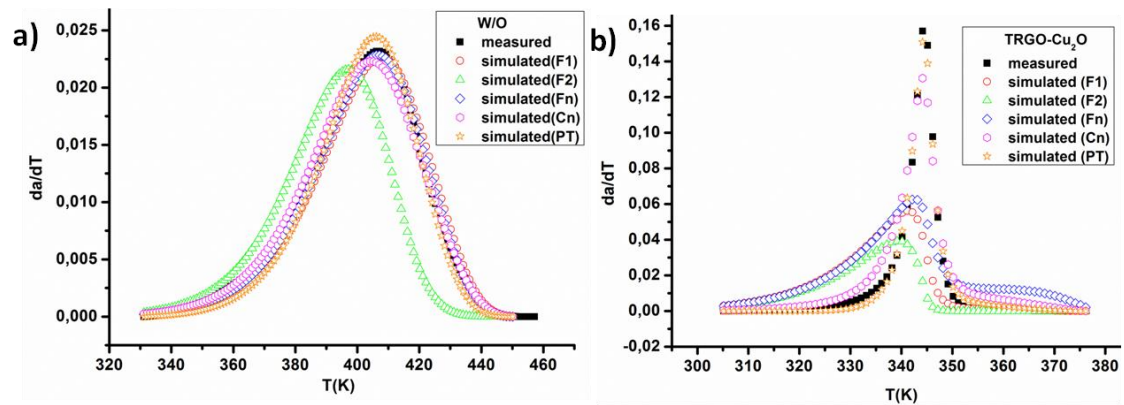 a)
W/O
measured
simulated(F1)
simulated(F2)
simulated(Fn)
simulated(Cn)
simulated(PT)
da/dT
0,025
0,020
0,015
0,010
0,005
0,000
320 340 360 380 400 420 440 460
T(K)
b)
TRGO-Cu₂O
measured
simulated (F1)
simulated (F2)
simulated (Fn)
simulated (Cn)
simulated (PT)
da/dT
0,16
0,14
0,12
0,10
0,08
0,06
0,04
0,02
0,00
-0,02
300 310 320 330 340 350 360 370 380
T(K)